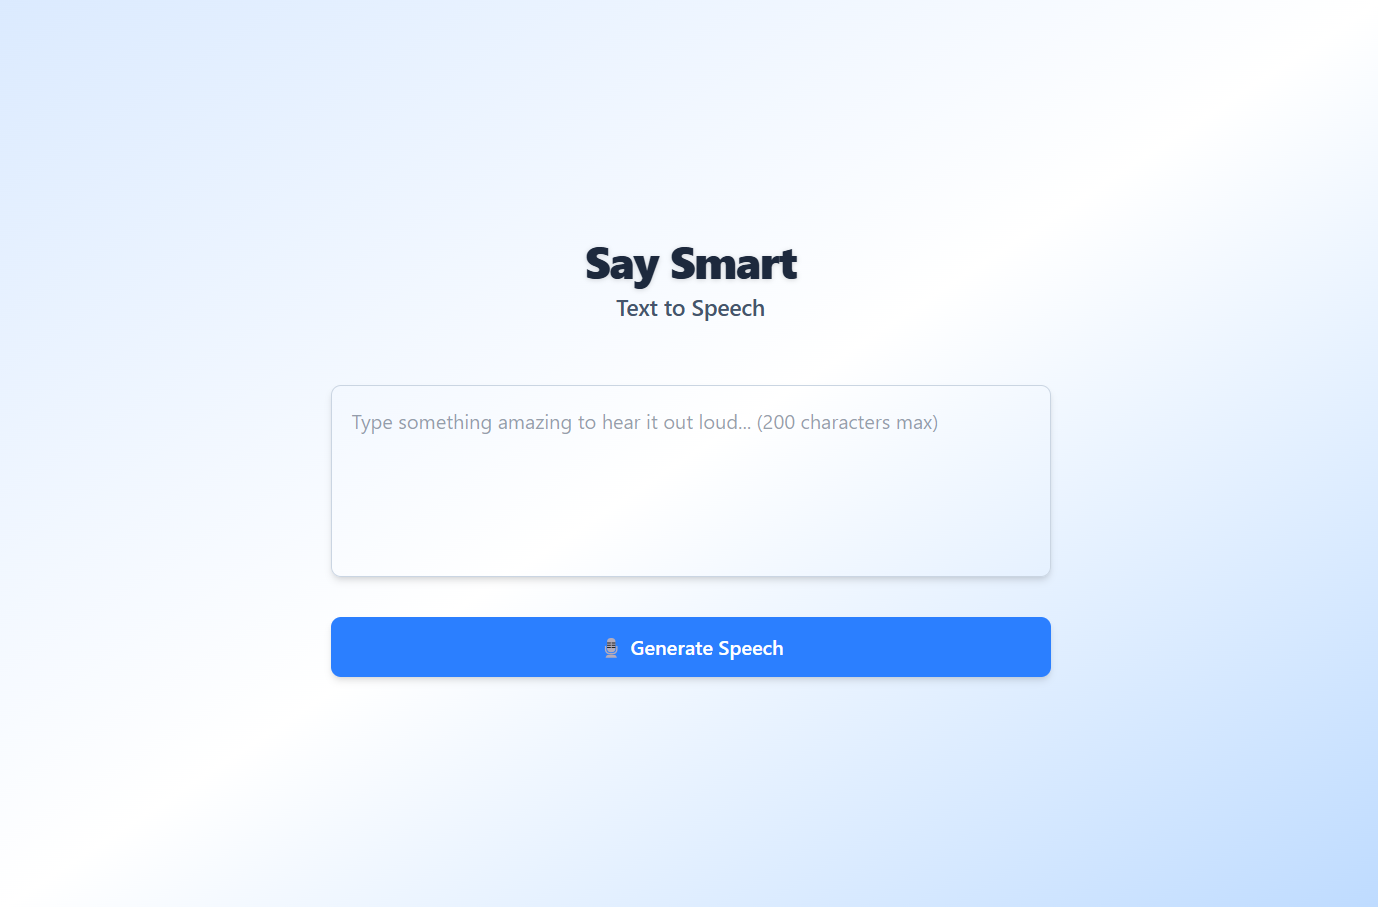 Say Smart
Text to Speech
Type something amazing to hear it out loud... (200 characters max)
🎙️ Generate Speech